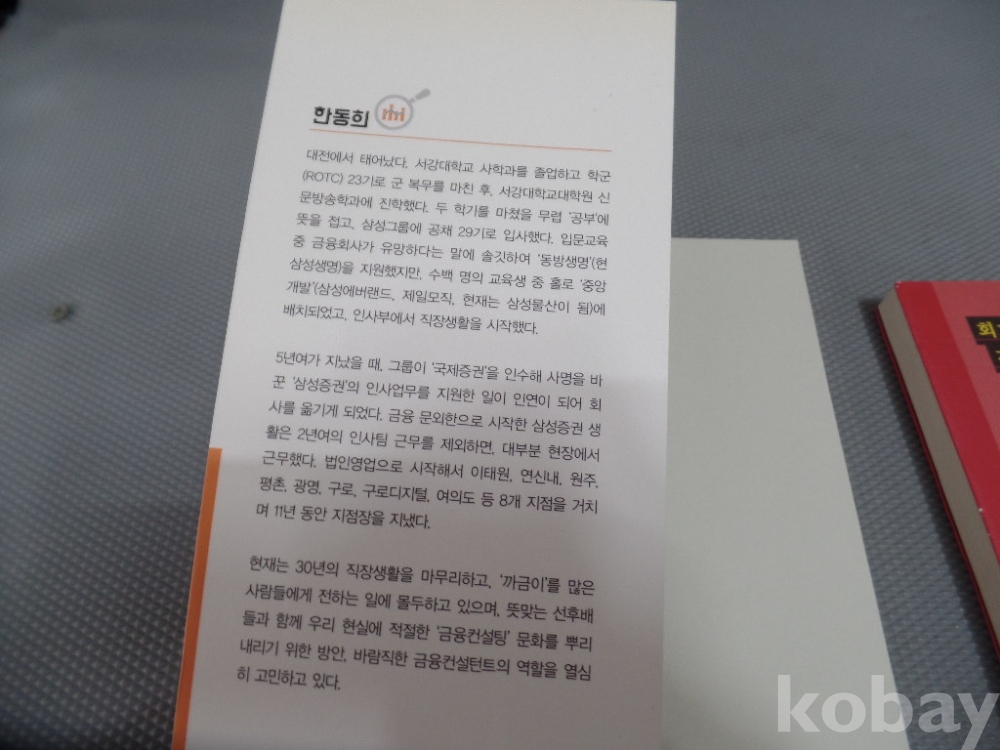 한동희
대전에서 태어났다. 서강대학교 사학과를 졸업하고 학군
(ROTC) 23기로 군 복무를 마친 후, 서강대학교대학원 신
문방송학과에 진학했다. 두 학기를 마쳤을 무렵 ‘공부’에
뜻을 접고, 삼성그룹에 공채 29기로 입사했다. 입문교육
중 금융회사가 유망하다는 말에 솔깃하여 ‘동방생명’(현
삼성생명)을 지원했지만, 수백 명의 교육생 중 홀로 ‘중앙
개발’(삼성에버랜드, 제일모직, 현재는 삼성물산이 됨)에
배치되었고, 인사부에서 직장생활을 시작했다.
5년여가 지났을 때, 그룹이 ‘국제증권’을 인수해 사명을 바
꾼 ‘삼성증권’의 인사업무를 지원한 일이 인연이 되어 회
사를 옮기게 되었다. 금융 문외한으로 시작한 삼성증권 생
활은 2년여의 인사팀 근무를 제외하면, 대부분 현장에서
근무했다. 법인영업으로 시작해서 이태원, 연신내, 원주,
평촌, 광명, 구로, 구로디지털, 여의도 등 8개 지점을 거치
며 11년 동안 지점장을 지냈다.
현재는 30년의 직장생활을 마무리하고, ‘까금이’를 많은
사람들에게 전하는 일에 몰두하고 있으며, 뜻맞는 선후배
들과 함께 우리 현실에 적절한 ‘금융컨설팅’ 문화를 뿌리
내리기 위한 방안, 바람직한 금융컨설턴트의 역할을 열심
히 고민하고 있다.
회
kobay